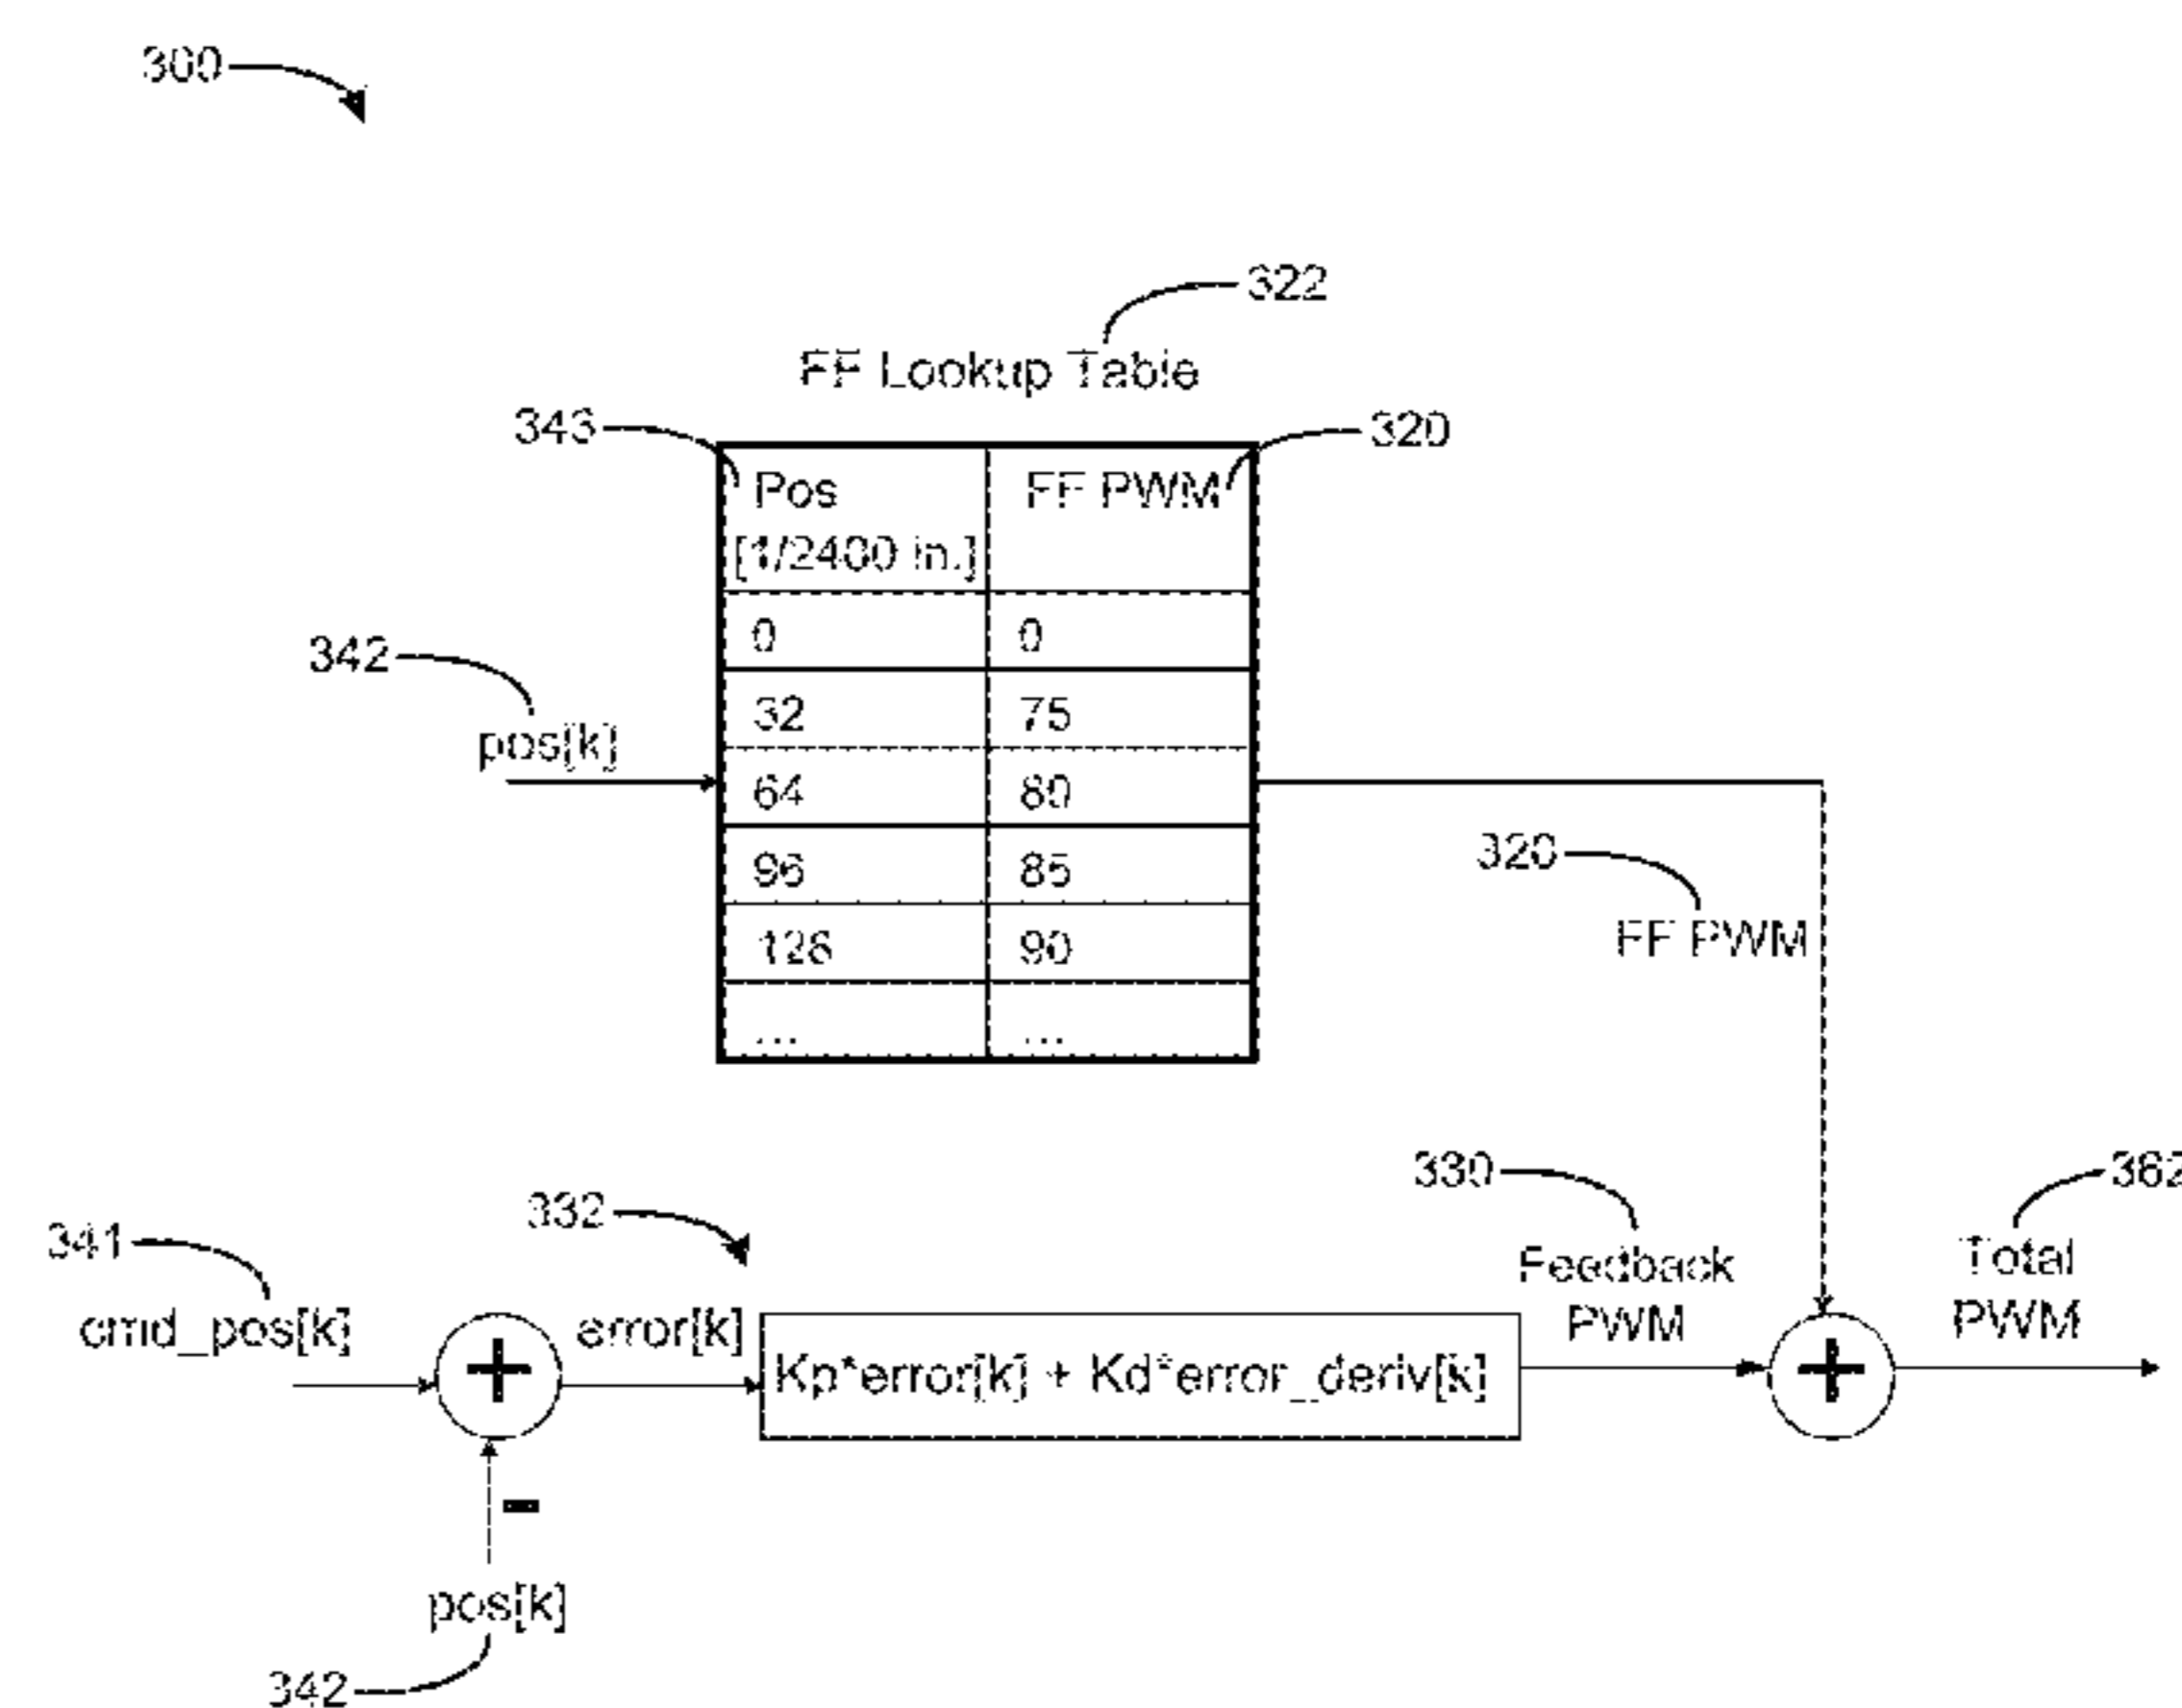 300
322
FF Lookup Table
343
320
Pos FF PWM
[1/2400 in.]
0 0
342
32 75
pos[k]
64 80
320
96 85
FF PWM
128 90
... ...
330
362
332
341
Feedback
PWM
Total
PWM
cmd_pos[k]
+
error[k]
Kp*error[k] + Kd*error_deriv[k]
+
-
pos[k]
342